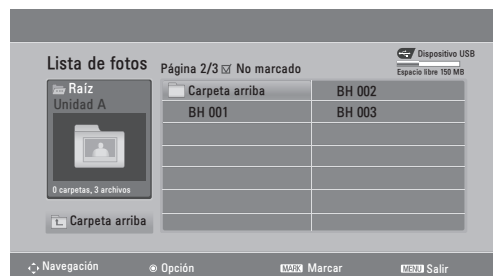 Lista de fotos
Página 2/3 No marcado
Dispositivo USB
Espacio libre 150 MB
Raíz
Unidad A
0 carpetas, 3 archivos
Carpeta arriba
Carpeta arriba
BH 002
BH 001
BH 003
Navegación
Opción
MARK Marcar
MENU Salir